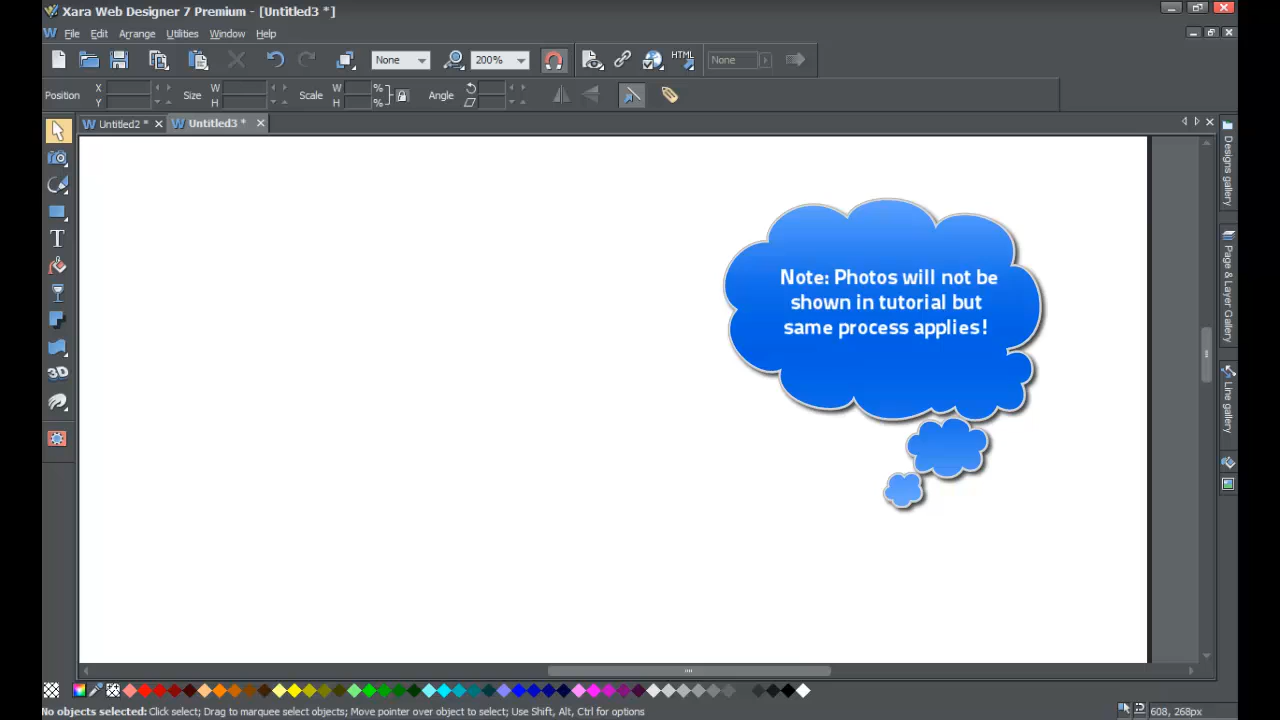 Xara Web Designer 7 Premium - [Untitled3 *]
File Edit Arrange Utilities Window Help
None 200% HTML None
Position X Y Size W H Scale W H % % Angle
Untitled2 * Untitled3 *
Note: Photos will not be
shown in tutorial but
same process applies!
T
3D
Designs gallery
Page & Layer Gallery
Line gallery
No objects selected: Click select; Drag to marquee select objects; Move pointer over object to select; Use Shift, Alt, Ctrl for options
608, 268px